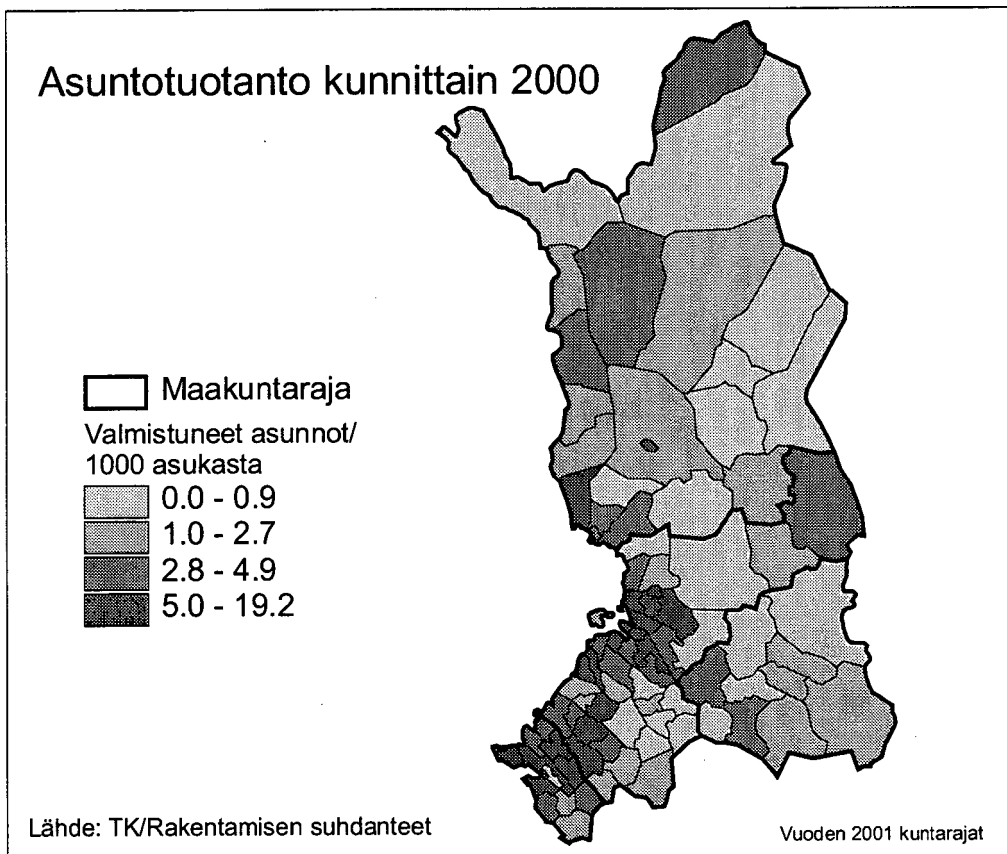 Asuntotuotanto kunnittain 2000
Maakuntaraja
Valmistuneet asunnot/
1000 asukasta
0.0 - 0.9
1.0 - 2.7
2.8 - 4.9
5.0 - 19.2
Lähde: TK/Rakentamisen suhdanteet
Vuoden 2001 kuntarajat